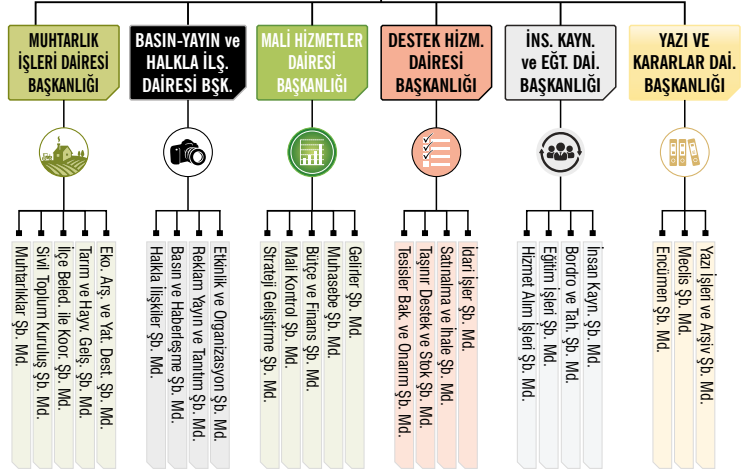 MUHTARLIK
İŞLERİ DAİRESİ
BAŞKANLIĞI
BASIN-YAYIN ve
HALKLA İLŞ.
DAİRESİ BŞK.
MALİ HİZMETLER
DAİRESİ
BAŞKANLIĞI
DESTEK HİZM.
DAİRESİ
BAŞKANLIĞI
İNS. KAYN.
ve EĞT. DAİ.
BAŞKANLIĞI
YAZI VE
KARARLAR DAİ.
BAŞKANLIĞI
Muhtarlıklar Şb. Md.
Sivil Toplum Kuruluş Şb. Md.
İlçe Beled. ile Koor. Şb. Md.
Tarım ve Hayv. Gelş. Şb. Md.
Eko. Arş. ve Yat. Dest. Şb. Md.
Halkla İlişkiler Şb. Md.
Basın ve Haberleşme Şb. Md.
Reklam Yayın ve Tanıtım Şb. Md.
Etkinlik ve Organizasyon Şb. Md.
Strateji Geliştirme Şb. Md.
Mali Kontrol Şb. Md.
Bütçe ve Finans Şb. Md.
Muhasebe Şb. Md.
Gelirler Şb. Md.
Tesisler Bak. ve Onarım Şb. Md.
Taşınır Destek ve Stok Şb. Md.
Satınalma ve İhale Şb. Md.
İdari İşler Şb. Md.
Hizmet Alım İşleri Şb. Md.
Eğitim İşleri Şb. Md.
Bordro ve Tah. Şb. Md.
İnsan Kayn. Şb. Md.
Encümen Şb. Md.
Meclis Şb. Md.
Yazı İşleri ve Arşiv Şb. Md.